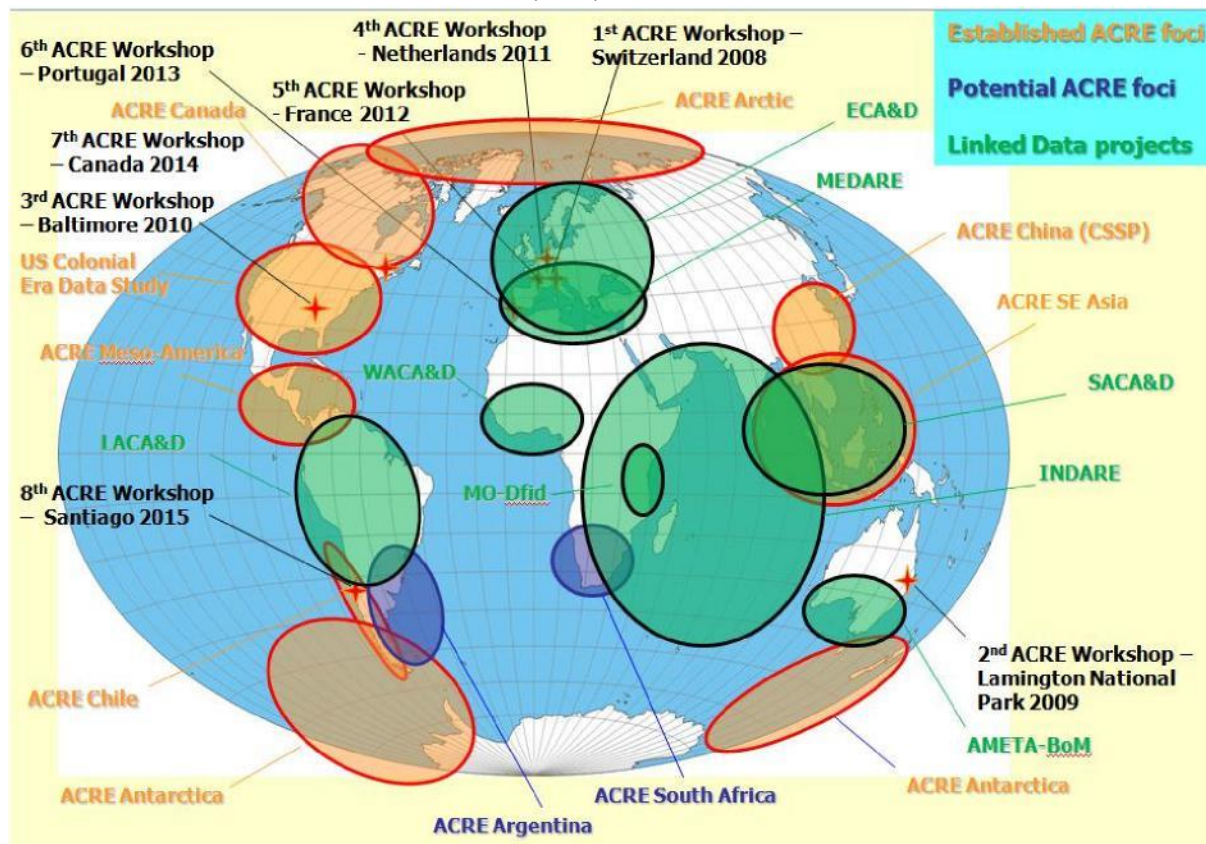 6th ACRE Workshop
– Portugal 2013
4th ACRE Workshop
- Netherlands 2011
1st ACRE Workshop –
Switzerland 2008
Established ACRE foci
Potential ACRE foci
Linked Data projects
5th ACRE Workshop
- France 2012
ACRE Canada
ACRE Arctic
ECA&D
7th ACRE Workshop
– Canada 2014
MEDARE
3rd ACRE Workshop
– Baltimore 2010
ACRE China (CSSP)
US Colonial
Era Data Study
ACRE SE Asia
ACRE Meso-America
WACA&D
SACA&D
LACA&D
MO-Dfid
INDARE
8th ACRE Workshop
– Santiago 2015
2nd ACRE Workshop –
Lamington National
Park 2009
ACRE Chile
AMETA-BoM
ACRE Antarctica
ACRE South Africa
ACRE Antarctica
ACRE Argentina